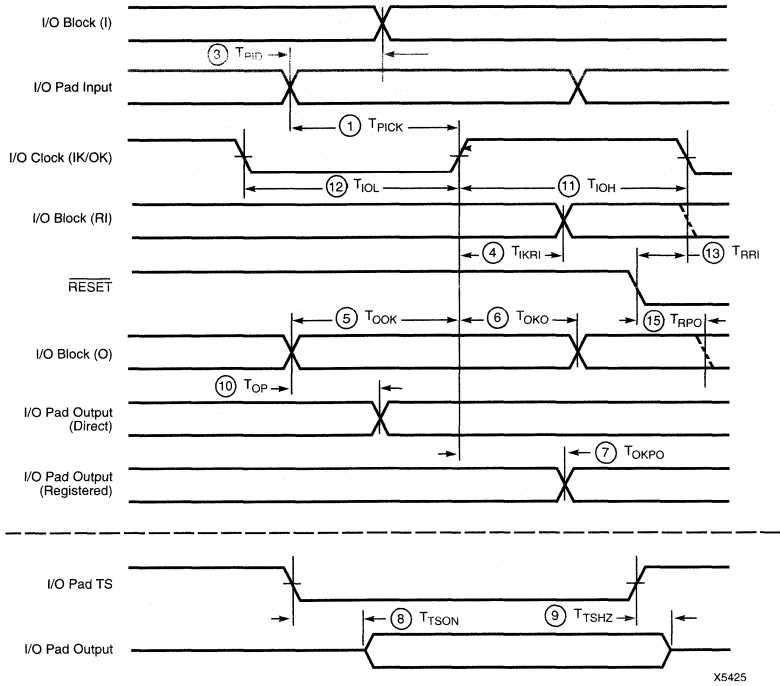 I/O Block (I)
3 TPID
I/O Pad Input
1 TPICK
I/O Clock (IK/OK)
12 TIOL
11 TIOH
I/O Block (RI)
4 TIKRI
13 TRRI
RESET
5 TOOK
6 TOKO
15 TRPO
I/O Block (O)
10 TOP
I/O Pad Output
(Direct)
7 TOKPO
I/O Pad Output
(Registered)
I/O Pad TS
8 TTSON
9 TTSHZ
I/O Pad Output
X5425